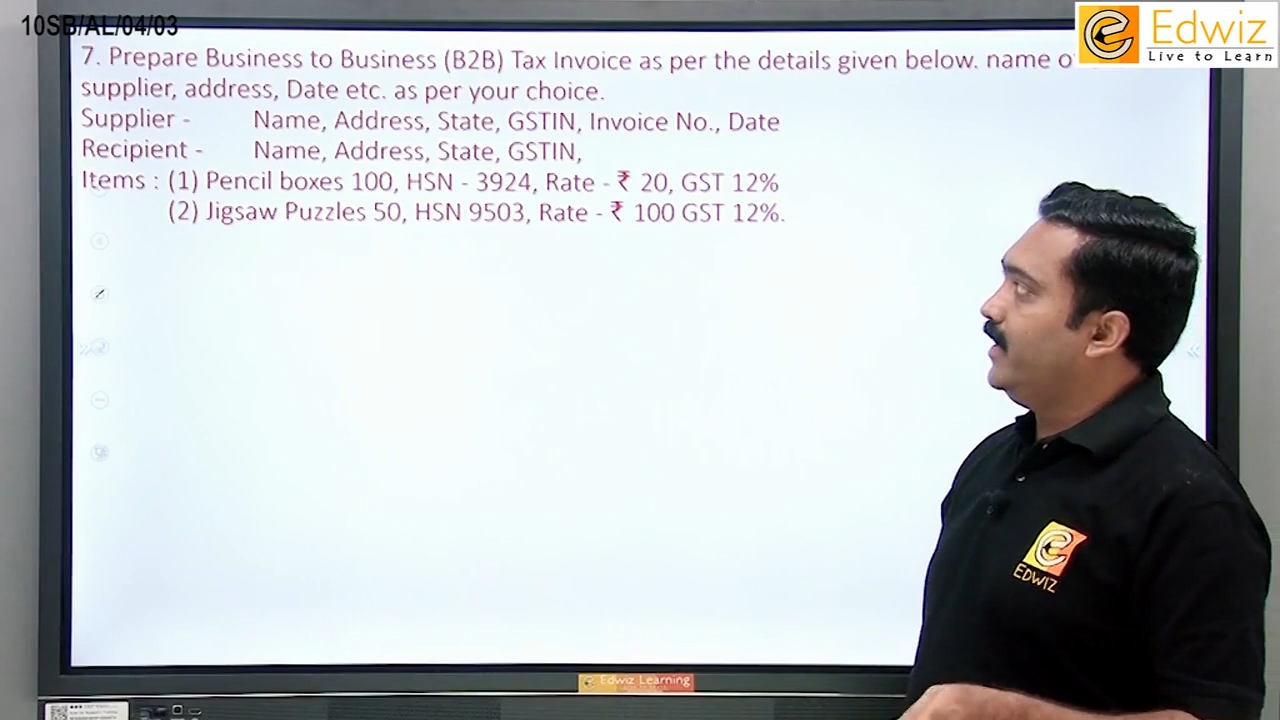 10SB/AL/04/03
Edwiz
Live to Learn
7. Prepare Business to Business (B2B) Tax Invoice as per the details given below. name o
supplier, address, Date etc. as per your choice.
Supplier - Name, Address, State, GSTIN, Invoice No., Date
Recipient - Name, Address, State, GSTIN,
Items : (1) Pencil boxes 100, HSN - 3924, Rate - ₹ 20, GST 12%
(2) Jigsaw Puzzles 50, HSN 9503, Rate - ₹ 100 GST 12%.
EDWIZ
Edwiz Learning